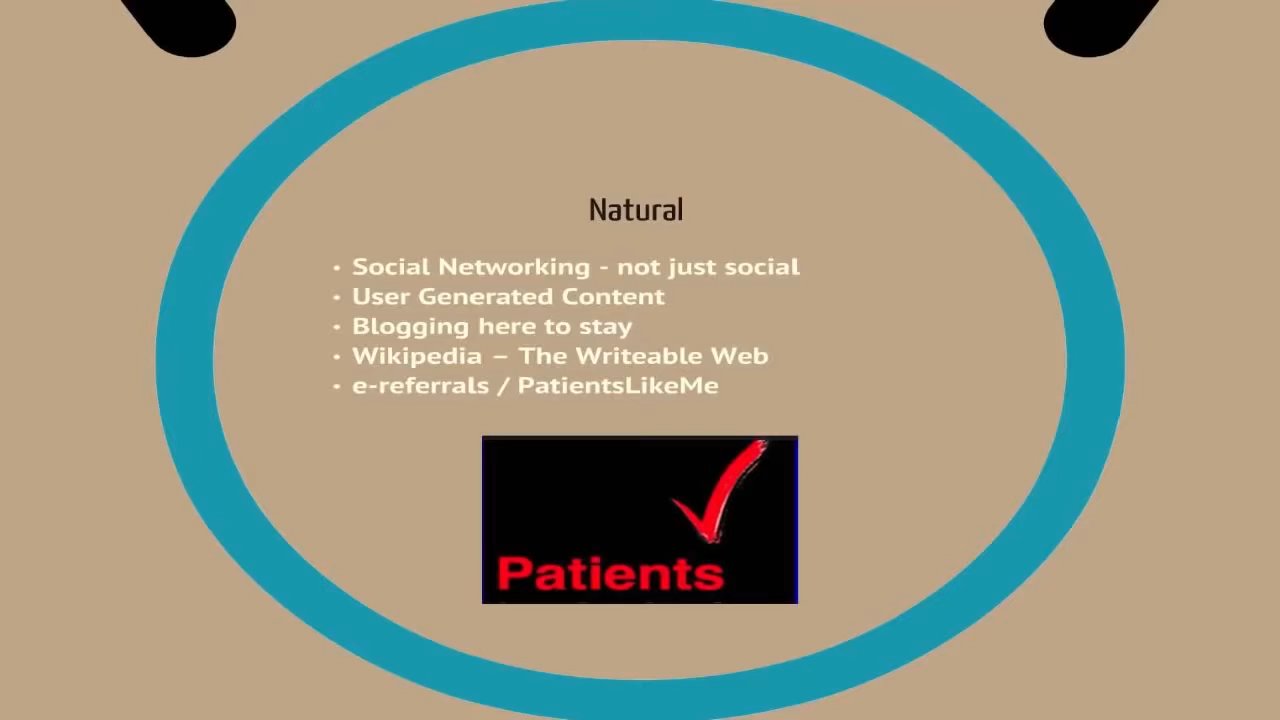 Natural
• Social Networking - not just social
• User Generated Content
• Blogging here to stay
• Wikipedia – The Writeable Web
• e-referrals / PatientsLikeMe
Patients